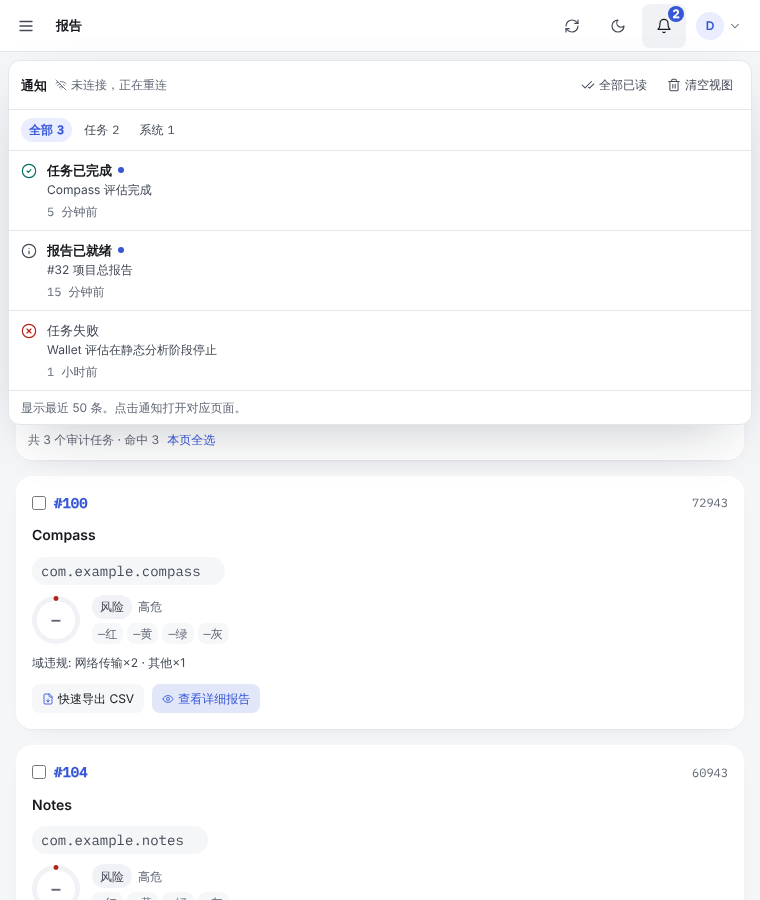 报告
2
D
通知 未连接，正在重连 全部已读 清空视图
全部 3 任务 2 系统 1
任务已完成
Compass 评估完成
5 分钟前
报告已就绪
#32 项目总报告
15 分钟前
任务失败
Wallet 评估在静态分析阶段停止
1 小时前
显示最近 50 条。点击通知打开对应页面。
共 3 个审计任务 · 命中 3 本页全选
#100 72943
Compass
com.example.compass
风险 高危
—
—红 —黄 —绿 —灰
域违规: 网络传输×2 · 其他×1
快速导出 CSV 查看详细报告
#104 60943
Notes
com.example.notes
风险 高危
—
—红 —黄 —绿 —灰